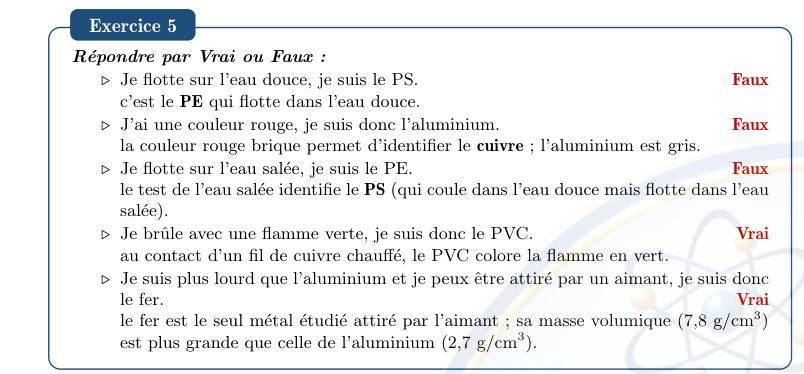 Exercice 5
Répondre par Vrai ou Faux :
▷ Je flotte sur l'eau douce, je suis le PS. Faux
c'est le PE qui flotte dans l'eau douce.
▷ J'ai une couleur rouge, je suis donc l'aluminium. Faux
la couleur rouge brique permet d'identifier le cuivre ; l'aluminium est gris.
▷ Je flotte sur l'eau salée, je suis le PE. Faux
le test de l'eau salée identifie le PS (qui coule dans l'eau douce mais flotte dans l'eau
salée).
▷ Je brûle avec une flamme verte, je suis donc le PVC. Vrai
au contact d'un fil de cuivre chauffé, le PVC colore la flamme en vert.
▷ Je suis plus lourd que l'aluminium et je peux être attiré par un aimant, je suis donc
le fer. Vrai
le fer est le seul métal étudié attiré par l'aimant ; sa masse volumique (7,8 g/cm³)
est plus grande que celle de l'aluminium (2,7 g/cm³).